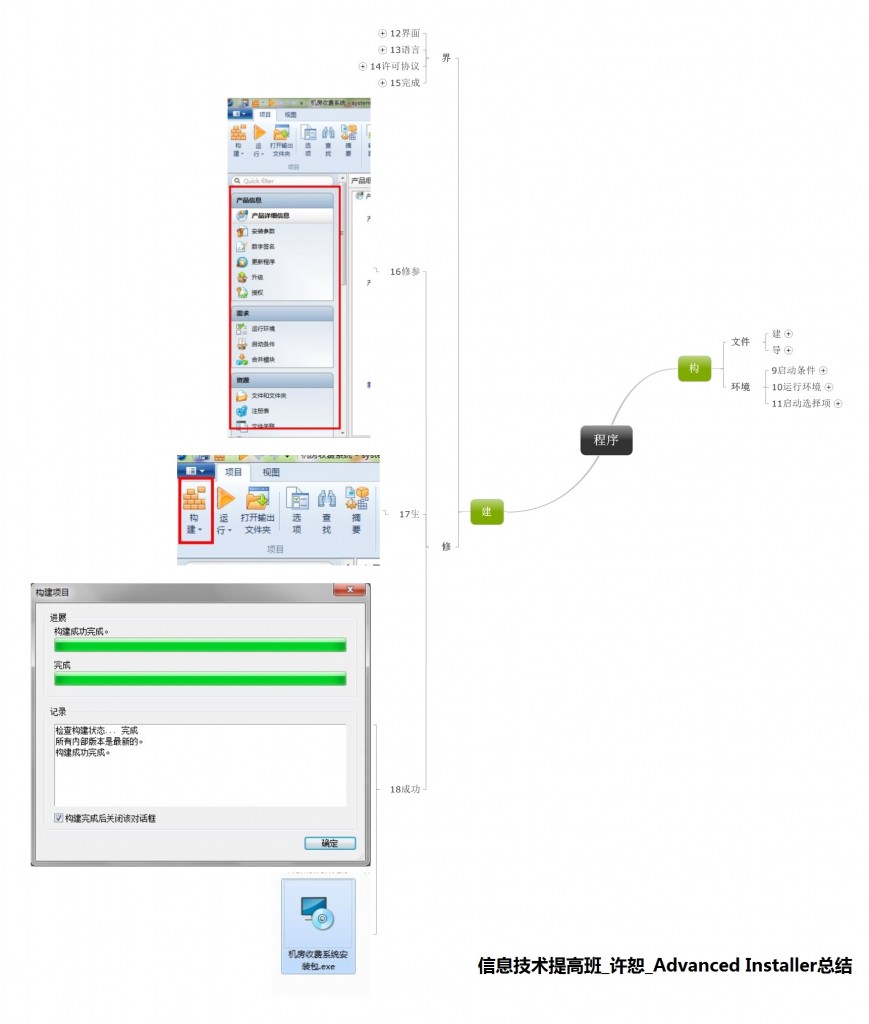 12界面
13语言
14许可协议
15完成
界
机房收费系统 - system
项目
视图
构建
运行
打开输出文件夹
选项
查找
摘要
项目
Quick filter
产品信息
产品详细信息
安装参数
数字签名
更新程序
升级
授权
需求
运行环境
启动条件
合并模块
资源
文件和文件夹
注册表
文件关联
16修参
项目
视图
构建
运行
打开输出文件夹
选项
查找
摘要
项目
17生
修
构建项目
进展
构建成功完成。
完成
记录
检查构建状态... 完成
所有内部版本是最新的。
构建成功完成。
构建完成后关闭该对话框
确定
18成功
机房收费系统安
装包.exe
建
程序
构
文件
建
导
环境
9启动条件
10运行环境
11启动选择项
信息技术提高班_许恕_Advanced Installer总结